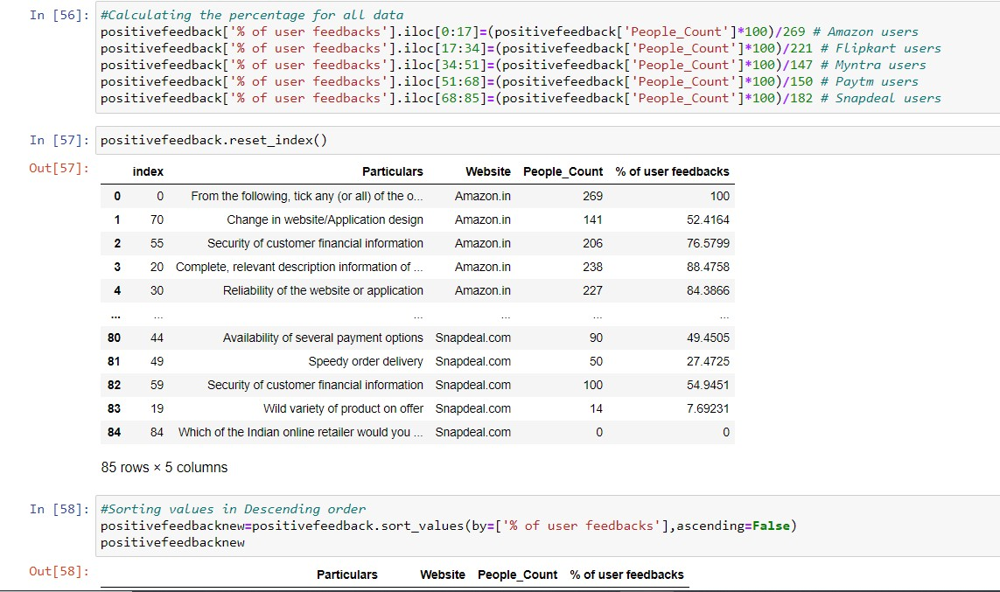 In [56]: #Calculating the percentage for all data
positivefeedback['% of user feedbacks'].iloc[0:17]=(positivefeedback['People_Count']*100)/269 # Amazon users
positivefeedback['% of user feedbacks'].iloc[17:34]=(positivefeedback['People_Count']*100)/221 # Flipkart users
positivefeedback['% of user feedbacks'].iloc[34:51]=(positivefeedback['People_Count']*100)/147 # Myntra users
positivefeedback['% of user feedbacks'].iloc[51:68]=(positivefeedback['People_Count']*100)/150 # Paytm users
positivefeedback['% of user feedbacks'].iloc[68:85]=(positivefeedback['People_Count']*100)/182 # Snapdeal users
In [57]: positivefeedback.reset_index()
Out[57]:
index Particulars Website People_Count % of user feedbacks
0 0 From the following, tick any (or all) of the o... Amazon.in 269 100
1 70 Change in website/Application design Amazon.in 141 52.4164
2 55 Security of customer financial information Amazon.in 206 76.5799
3 20 Complete, relevant description information of ... Amazon.in 238 88.4758
4 30 Reliability of the website or application Amazon.in 227 84.3866
... ... ... ... ... ...
80 44 Availability of several payment options Snapdeal.com 90 49.4505
81 49 Speedy order delivery Snapdeal.com 50 27.4725
82 59 Security of customer financial information Snapdeal.com 100 54.9451
83 19 Wild variety of product on offer Snapdeal.com 14 7.69231
84 84 Which of the Indian online retailer would you ... Snapdeal.com 0 0
85 rows × 5 columns
In [58]: #Sorting values in Descending order
positivefeedbacknew=positivefeedback.sort_values(by=['% of user feedbacks'],ascending=False)
positivefeedbacknew
Out[58]:
Particulars Website People_Count % of user feedbacks